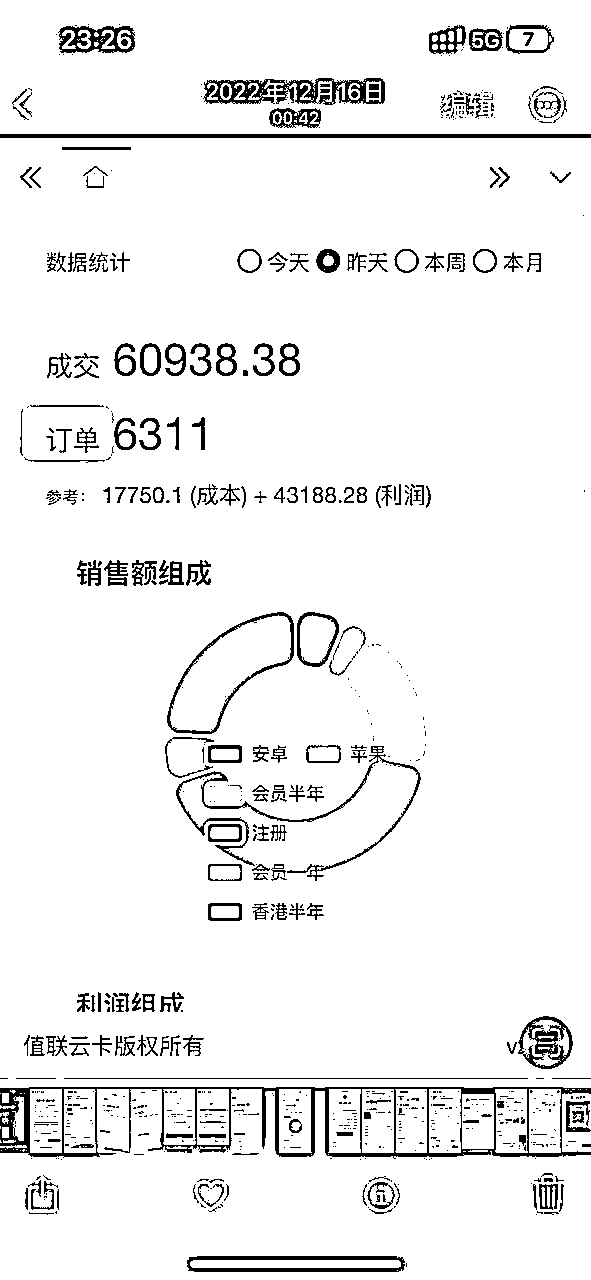 23:26 5G 7
2022年12月16日 编辑
00:42
数据统计 今天 昨天 本周 本月
成交 60938.38
订单 6311
参考： 17750.1 (成本) + 43188.28 (利润)
销售额组成
安卓 苹果
会员半年
注册
会员一年
香港半年
利润组成
值联云卡版权所有